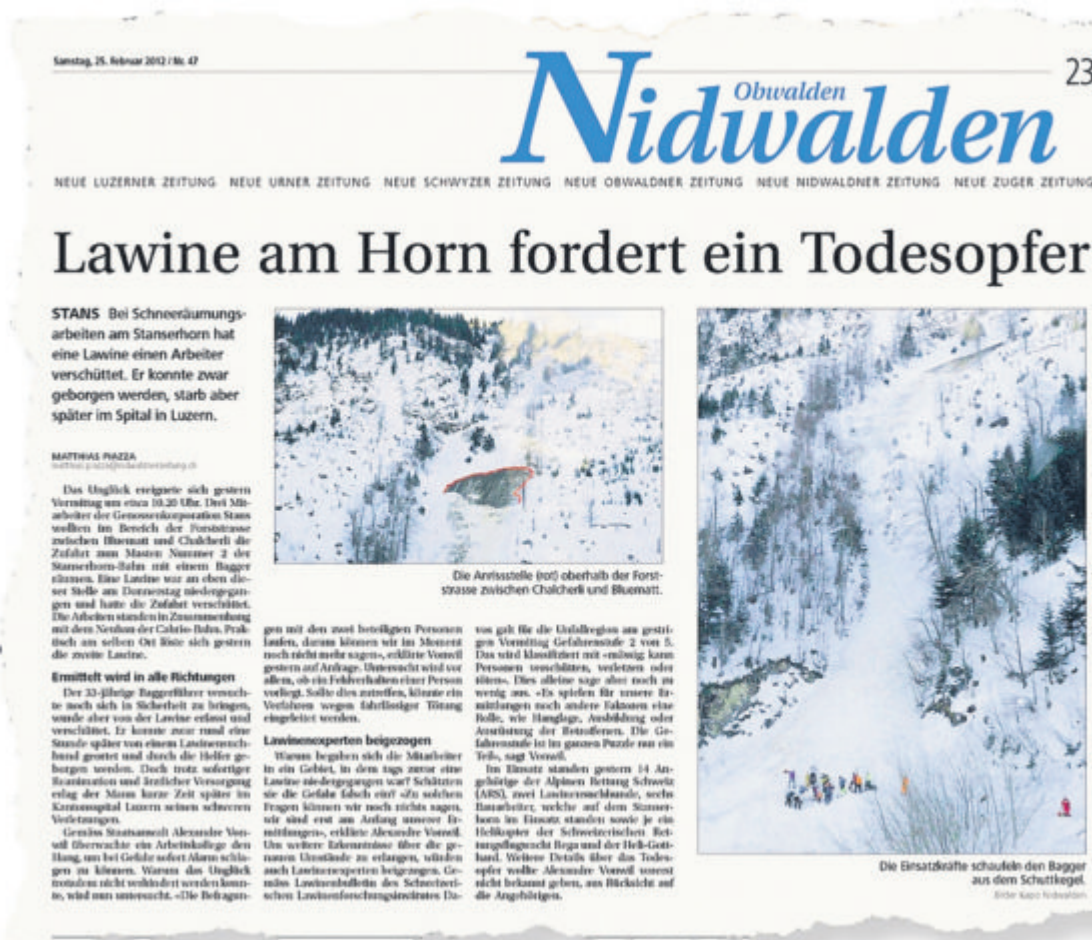 Samstag, 25. Februar 2012 / Nr. 47
23
Obwalden
Nidwalden
NEUE LUZERNER ZEITUNG NEUE URNER ZEITUNG NEUE SCHWYZER ZEITUNG NEUE OBWALDNER ZEITUNG NEUE NIDWALDNER ZEITUNG NEUE ZUGER ZEITUNG
Lawine am Horn fordert ein Todesopfer
STANS Bei Schneeräumungs-
arbeiten am Stanserhorn hat
eine Lawine einen Arbeiter
verschüttet. Er konnte zwar
geborgen werden, starb aber
später im Spital in Luzern.
MATTHIAS PIAZZA
Das Unglück ereignete sich gestern
Vormittag um etwa 10.20 Uhr. Drei Mit-
arbeiter der Genossenkorporation Stans
wollten im Bereich der Forststrasse
zwischen Bluematt und Chalcherli die
Zufahrt zum Masten Nummer 2 der
Stanserhorn-Bahn mit einem Bagger
räumen. Eine Lawine war an eben die-
ser Stelle am Donnerstag niedergegan-
gen und hatte die Zufahrt verschüttet.
Die Arbeiten standen in Zusammenhang
mit dem Neubau der Cabrio-Bahn. Prak-
tisch am selben Ort löste sich gestern
die zweite Lawine.
Ermittelt wird in alle Richtungen
Der 33-jährige Baggerführer versuch-
te noch sich in Sicherheit zu bringen,
wurde aber von der Lawine erfasst und
verschüttet. Er konnte zwar rund eine
Stunde später von einem Lawinensuch-
hund geortet und durch die Helfer ge-
borgen werden. Doch trotz sofortiger
Reanimation und ärztlicher Versorgung
erlag der Mann kurze Zeit später im
Kantonsspital Luzern seinen schweren
Verletzungen.
Gemäss Staatsanwalt Alexandre Von-
wil überwachte ein Arbeitskollege den
Hang, um bei Gefahr sofort Alarm schla-
gen zu können. Warum das Unglück
trotzdem nicht verhindert werden konn-
te, wird nun untersucht. «Die Befragun-
gen mit den zwei beteiligten Personen
laufen, darum können wir im Moment
noch nicht mehr sagen», erklärte Vonwil
gestern auf Anfrage. Untersucht wird vor
allem, ob ein Fehlverhalten einer Person
vorliegt. Sollte dies zutreffen, könnte ein
Verfahren wegen fahrlässiger Tötung
eingeleitet werden.
Lawinenexperten beigezogen
Warum begaben sich die Mitarbeiter
in ein Gebiet, in dem tags zuvor eine
Lawine niedergegangen war? Schätzten
sie die Gefahr falsch ein? «Zu solchen
Fragen können wir noch nichts sagen,
wir sind erst am Anfang unserer Er-
mittlungen», erklärte Alexandre Vonwil.
Um weitere Erkenntnisse über die ge-
nauen Umstände zu erlangen, würden
auch Lawinenexperten beigezogen. Ge-
mäss Lawinenbulletin des Schweizeri-
schen Lawinenforschungsinstitutes Da-
vos galt für die Unfallregion am gestri-
gen Vormittag Gefahrenstufe 2 von 5.
Das wird klassifiziert mit «mässig; kann
Personen verschütten, verletzen oder
töten». Dies alleine sage aber noch zu
wenig aus. «Es spielen für unsere Er-
mittlungen noch andere Faktoren eine
Rolle, wie Hanglage, Ausbildung oder
Ausrüstung der Betroffenen. Die Ge-
fahrenstufe ist im ganzen Puzzle nur ein
Teil», sagt Vonwil.
Im Einsatz standen gestern 14 An-
gehörige der Alpinen Rettung Schweiz
(ARS), zwei Lawinensuchhunde, sechs
Bauarbeiter, welche auf dem Stanser-
horn im Einsatz standen sowie je ein
Helikopter der Schweizerischen Ret-
tungsflugwacht Rega und der Heli-Gott-
hard. Weitere Details über das Todes-
opfer wollte Alexandre Vonwil vorerst
nicht bekannt geben, aus Rücksicht auf
die Angehörigen.
Die Anrissstelle (rot) oberhalb der Forst-
strasse zwischen Chalcherli und Bluematt.
Die Einsatzkräfte schaufeln den Bagger
aus dem Schuttkegel.
Bilder Kapo Nidwalden